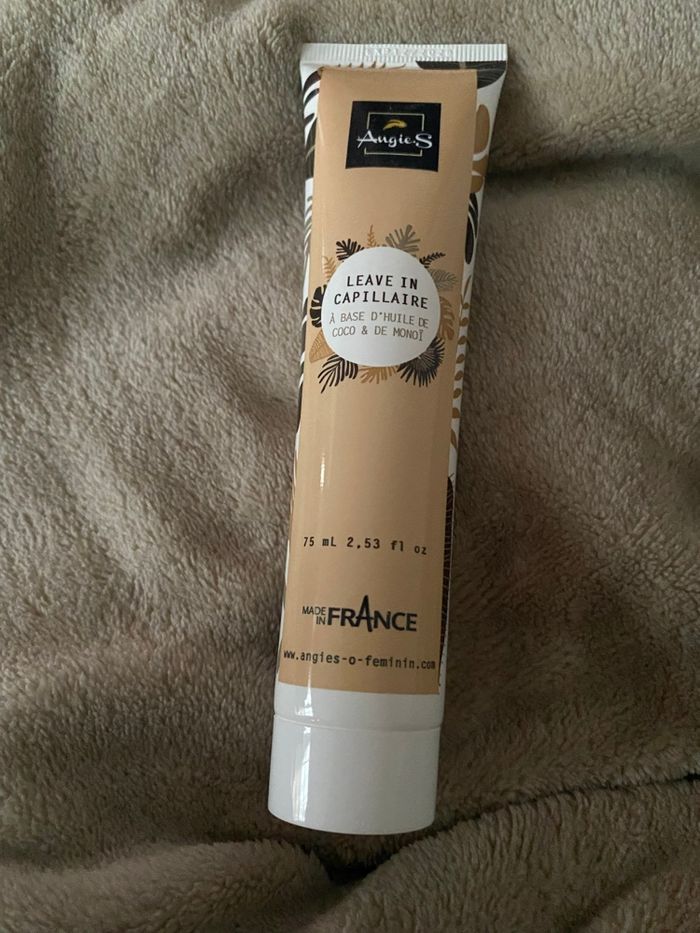 Angie.S
LEAVE IN
CAPILLAIRE
À BASE D'HUILE DE
COCO & DE MONOÏ
75 mL 2,53 fl oz
MADE
IN FRANCE
www.angies-o-feminin.com